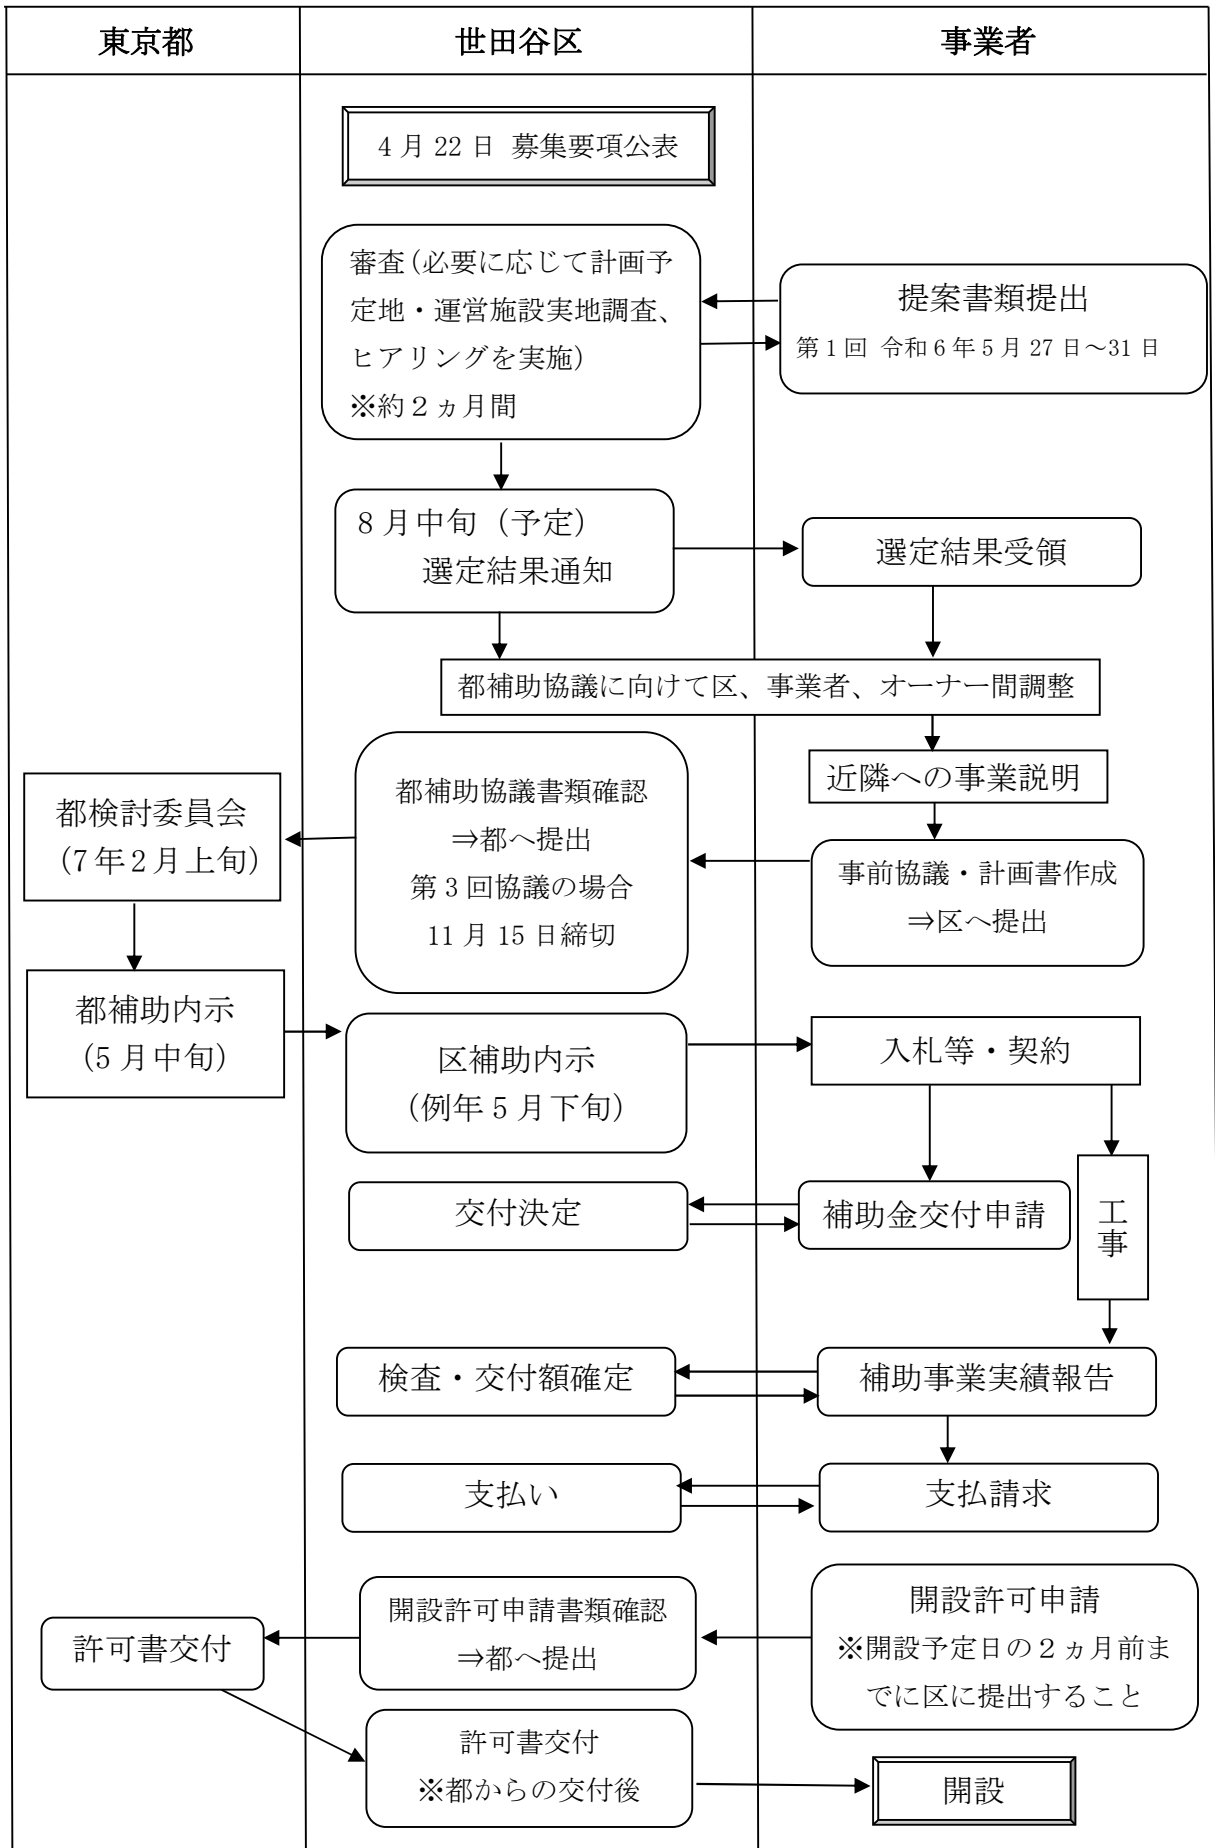 東京都
世田谷区
事業者
4月22日 募集要項公表
審査(必要に応じて計画予
定地・運営施設実地調査、
ヒアリングを実施)
※約2ヵ月間
提案書類提出
第1回 令和6年5月27日~31日
8月中旬(予定)
選定結果通知
選定結果受領
都補助協議に向けて区、事業者、オーナー間調整
近隣への事業説明
都補助協議書類確認
⇒都へ提出
第3回協議の場合
11月15日締切
都検討委員会
(7年2月上旬)
事前協議・計画書作成
⇒区へ提出
都補助内示
(5月中旬)
区補助内示
(例年5月下旬)
入札等・契約
交付決定
補助金交付申請
工事
検査・交付額確定
補助事業実績報告
支払い
支払請求
開設許可申請
※開設予定日の2ヵ月前ま
でに区に提出すること
開設許可申請書類確認
⇒都へ提出
許可書交付
許可書交付
※都からの交付後
開設